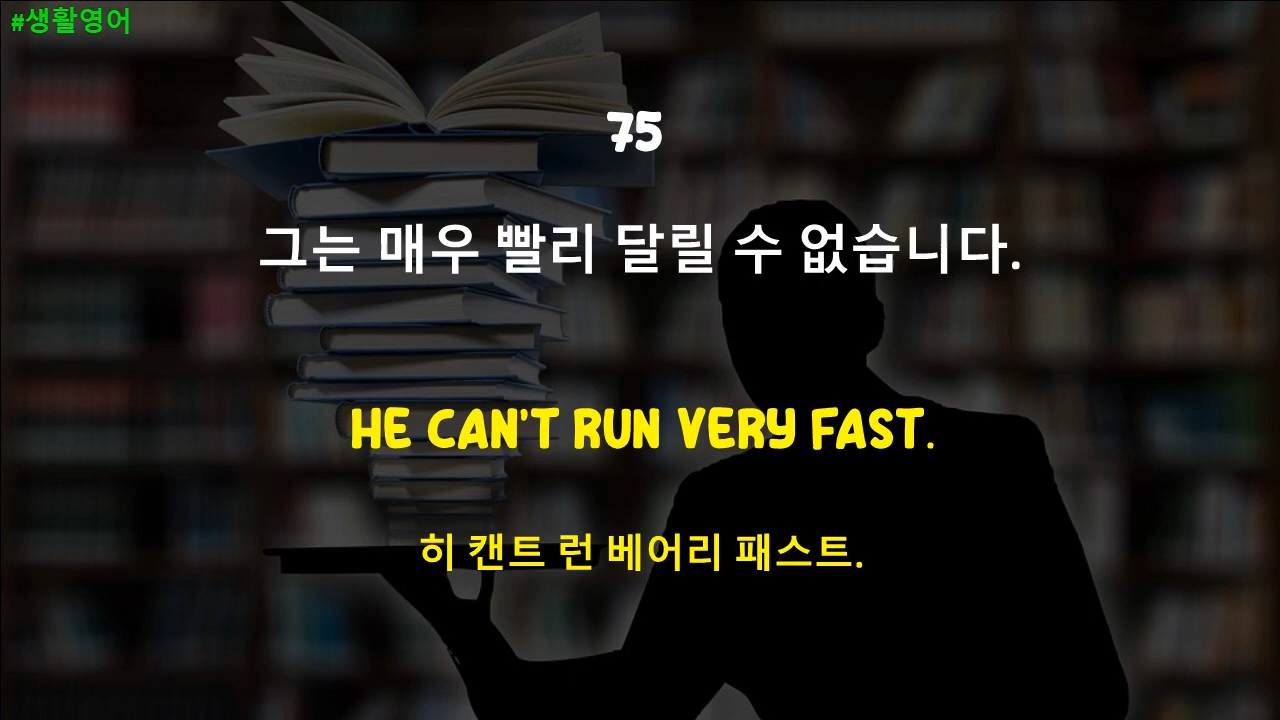 #생활영어
75
그는 매우 빨리 달릴 수 없습니다.
HE CAN'T RUN VERY FAST.
히 캔트 런 베어리 패스트.